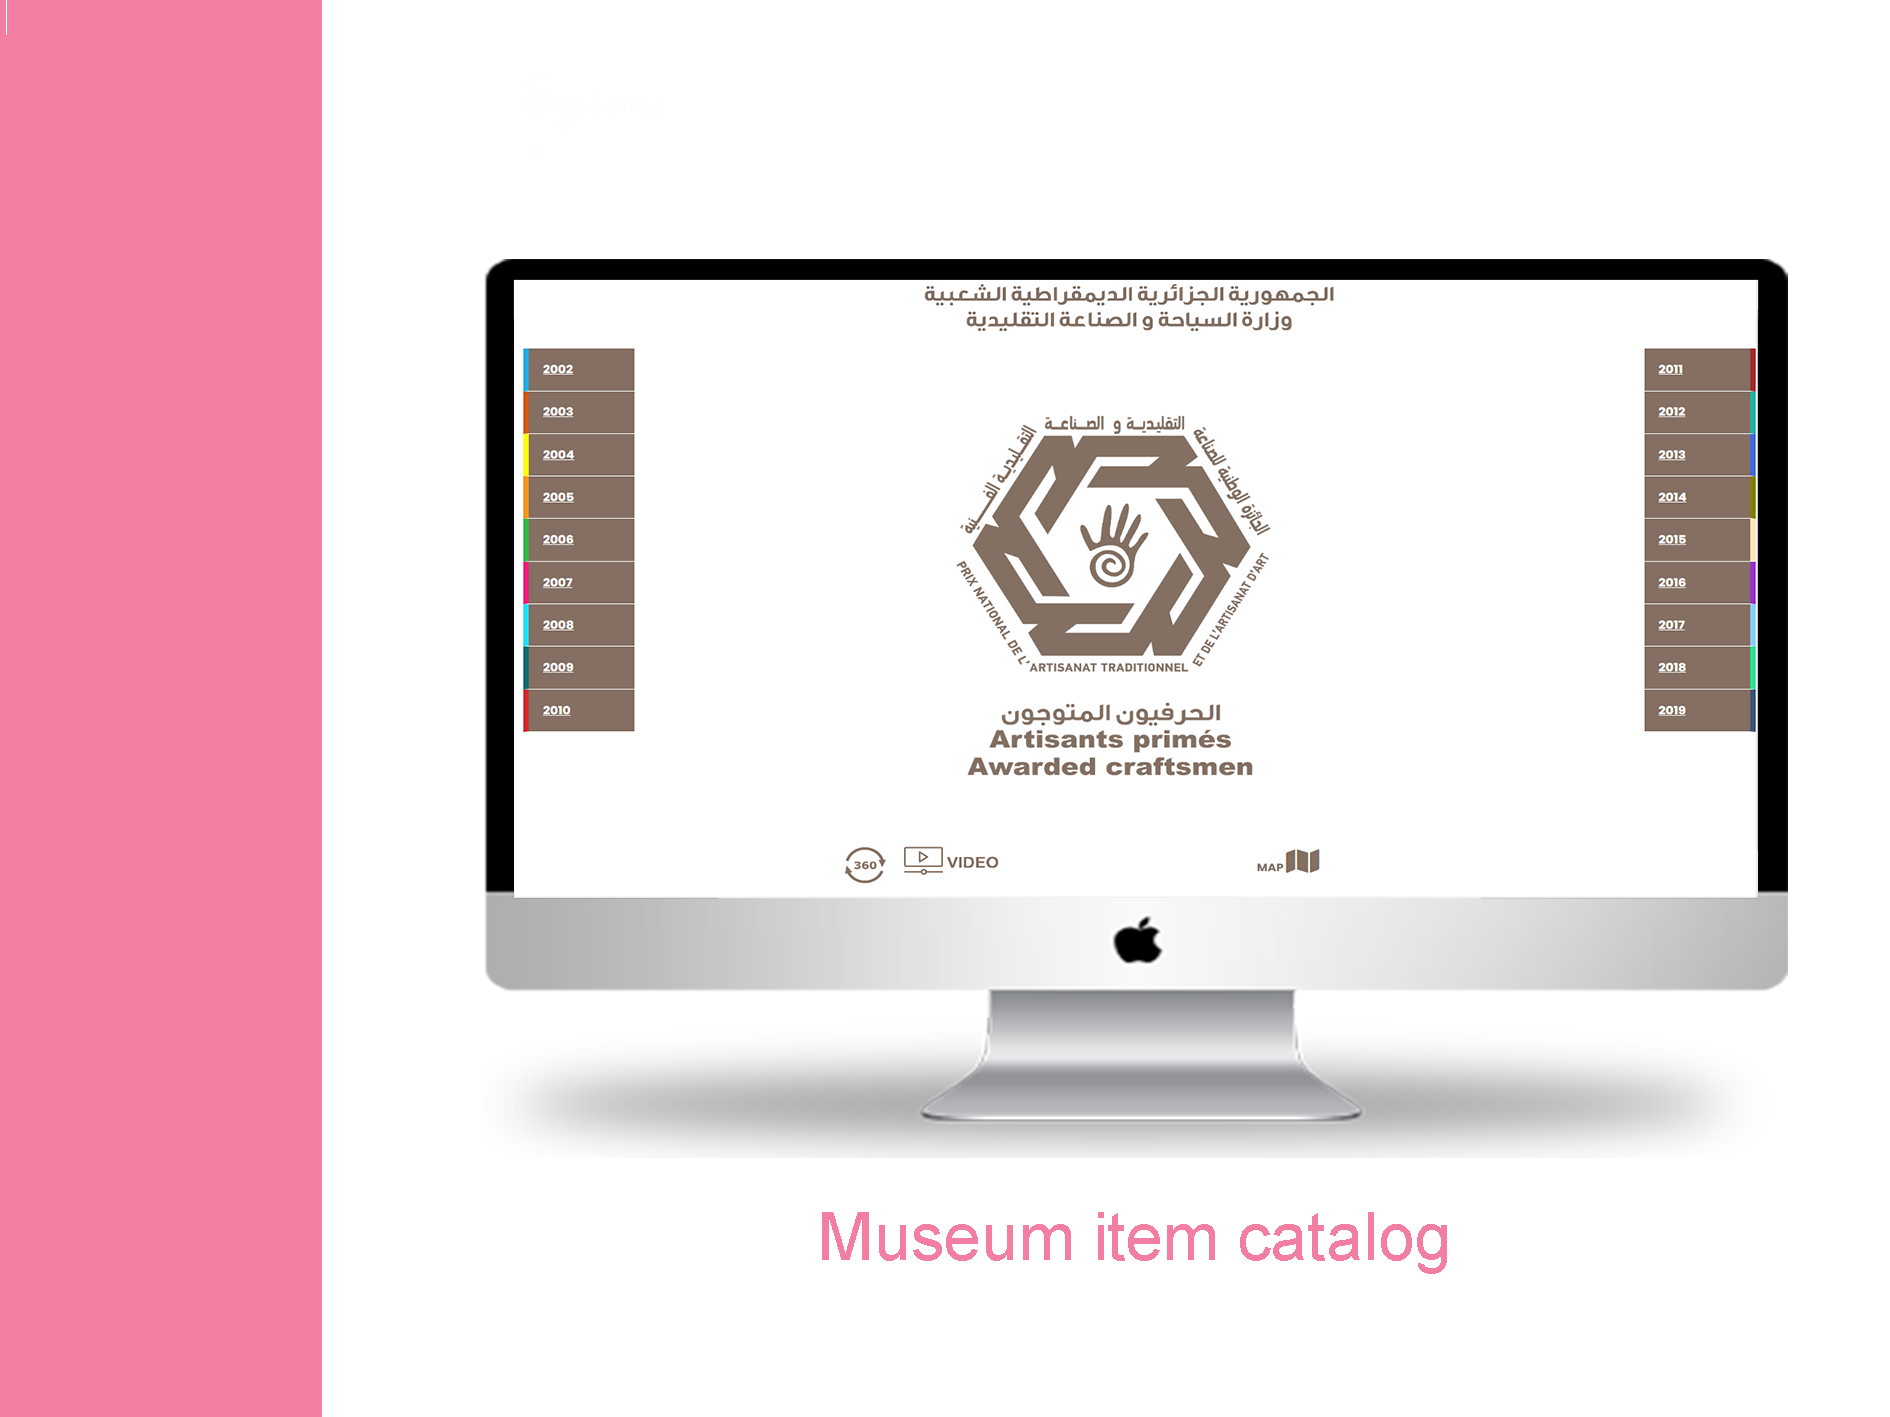 الجمهورية الجزائرية الديمقراطية الشعبية
وزارة السياحة و الصناعة التقليدية
2002
2003
2004
2005
2006
2007
2008
2009
2010
2011
2012
2013
2014
2015
2016
2017
2018
2019
الجائزة الوطنية للصناعة
التقليدية و الصناعة
التقليدية الفنية
PRIX NATIONAL DE L'
ARTISANAT TRADITIONNEL
ET DE L'ARTISANAT D'ART
الحرفيون المتوجون
Artisants primés
Awarded craftsmen
360
VIDEO
MAP
Museum item catalog